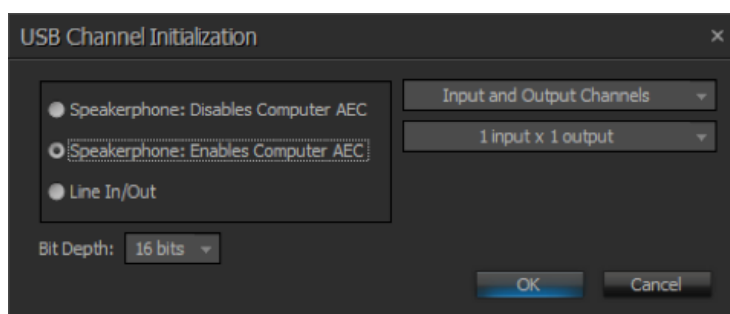 USB Channel Initialization
Speakerphone: Disables Computer AEC
Speakerphone: Enables Computer AEC
Line In/Out
Input and Output Channels
1 input x 1 output
Bit Depth: 16 bits
OK Cancel